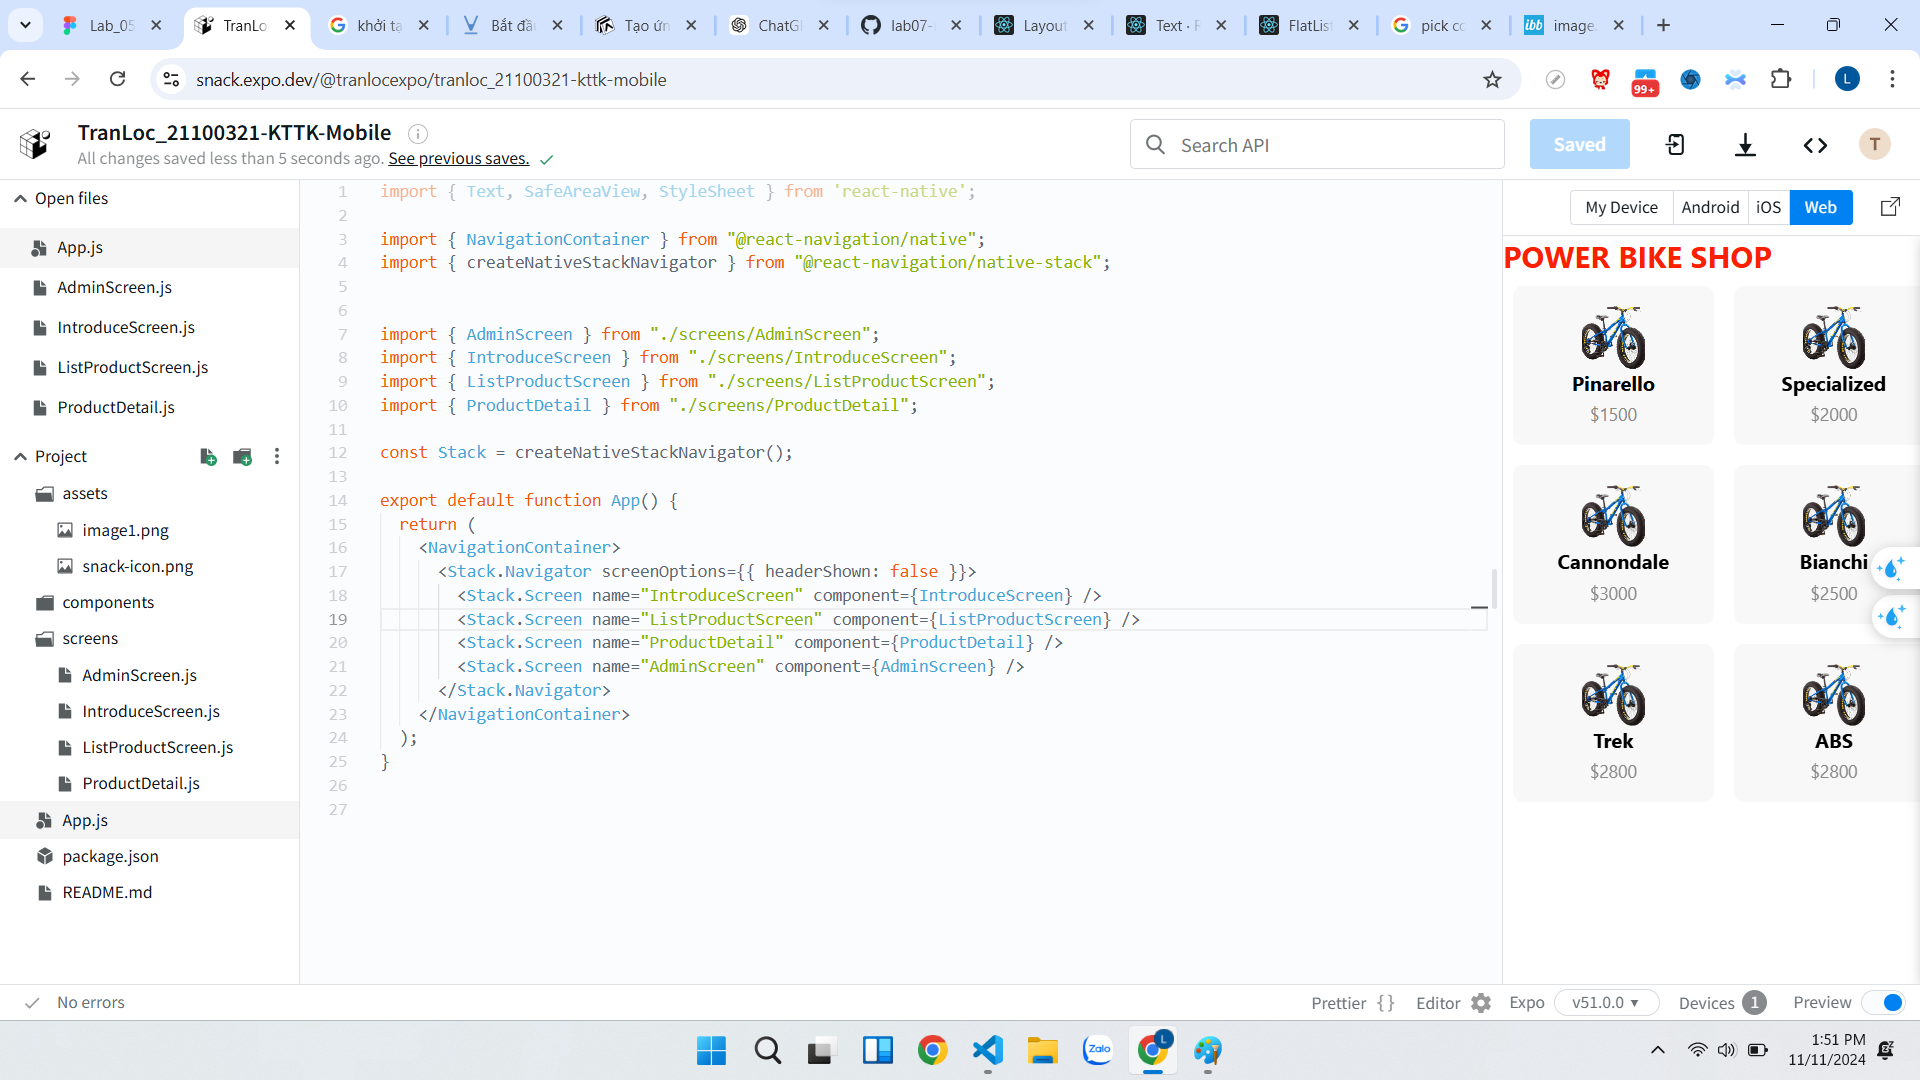 Lab_05
TranLo
khởi tạ
Bắt đầ
Tạo ứn
ChatG
lab07-
Layout
Text · R
FlatList
pick co
ibb
image
snack.expo.dev/@tranlocexpo/tranloc_21100321-kttk-mobile
99+
L
TranLoc_21100321-KTTK-Mobile
All changes saved less than 5 seconds ago. See previous saves.
Search API
Saved
T
Open files
App.js
AdminScreen.js
IntroduceScreen.js
ListProductScreen.js
ProductDetail.js
Project
assets
image1.png
snack-icon.png
components
screens
AdminScreen.js
IntroduceScreen.js
ListProductScreen.js
ProductDetail.js
App.js
package.json
README.md
1 import { Text, SafeAreaView, StyleSheet } from 'react-native';
2
3 import { NavigationContainer } from "@react-navigation/native";
4 import { createNativeStackNavigator } from "@react-navigation/native-stack";
5
6
7 import { AdminScreen } from "./screens/AdminScreen";
8 import { IntroduceScreen } from "./screens/IntroduceScreen";
9 import { ListProductScreen } from "./screens/ListProductScreen";
10 import { ProductDetail } from "./screens/ProductDetail";
11
12 const Stack = createNativeStackNavigator();
13
14 export default function App() {
15 return (
16 <NavigationContainer>
17 <Stack.Navigator screenOptions={{ headerShown: false }}>
18 <Stack.Screen name="IntroduceScreen" component={IntroduceScreen} />
19 <Stack.Screen name="ListProductScreen" component={ListProductScreen} />
20 <Stack.Screen name="ProductDetail" component={ProductDetail} />
21 <Stack.Screen name="AdminScreen" component={AdminScreen} />
22 </Stack.Navigator>
23 </NavigationContainer>
24 );
25 }
26
27
My Device
Android
iOS
Web
POWER BIKE SHOP
Pinarello
$1500
Specialized
$2000
Cannondale
$3000
Bianchi
$2500
Trek
$2800
ABS
$2800
No errors
Prettier { }
Editor
Expo
v51.0.0
Devices 1
Preview
Zalo
L
1:51 PM
11/11/2024